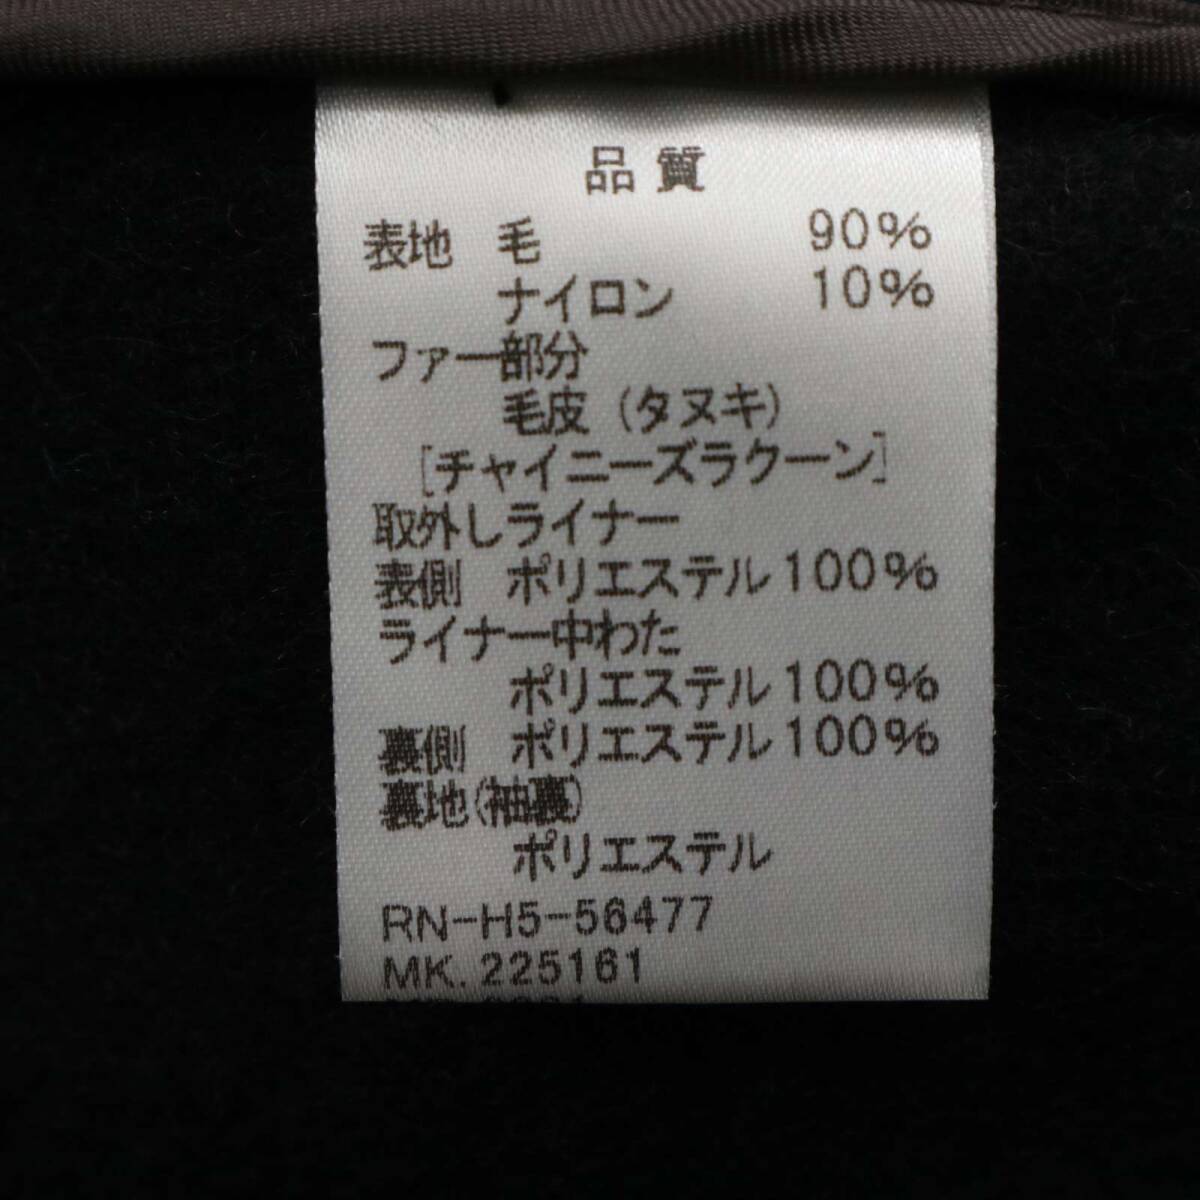 品質
表地 毛 90%
ナイロン 10%
ファー部分
毛皮(タヌキ)
[チャイニーズラクーン]
取外しライナー
表側 ポリエステル100%
ライナー中わた
ポリエステル100%
裏側 ポリエステル100%
裏地(袖裏)
ポリエステル
RN-H5-56477
MK.225161